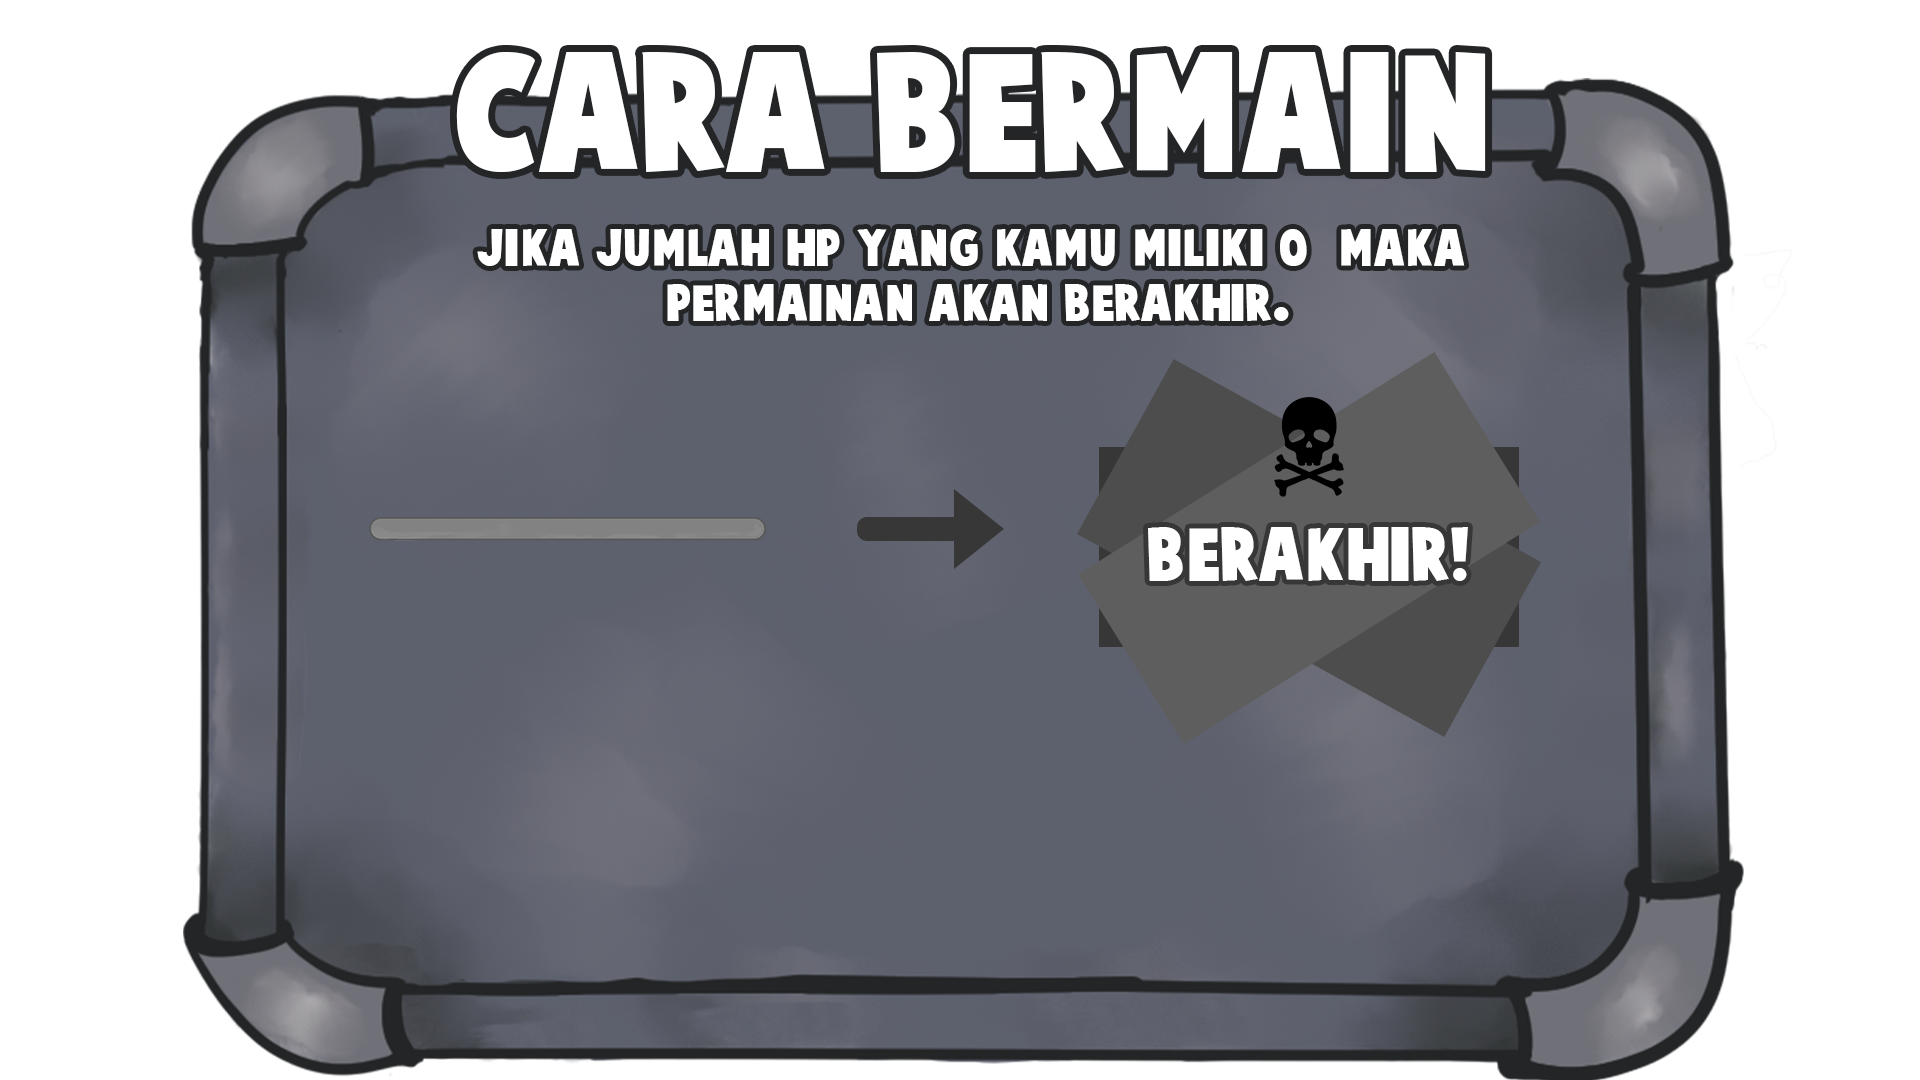 CARA BERMAIN
JIKA JUMLAH HP YANG KAMU MILIKI 0 MAKA
PERMAINAN AKAN BERAKHIR.
BERAKHIR!